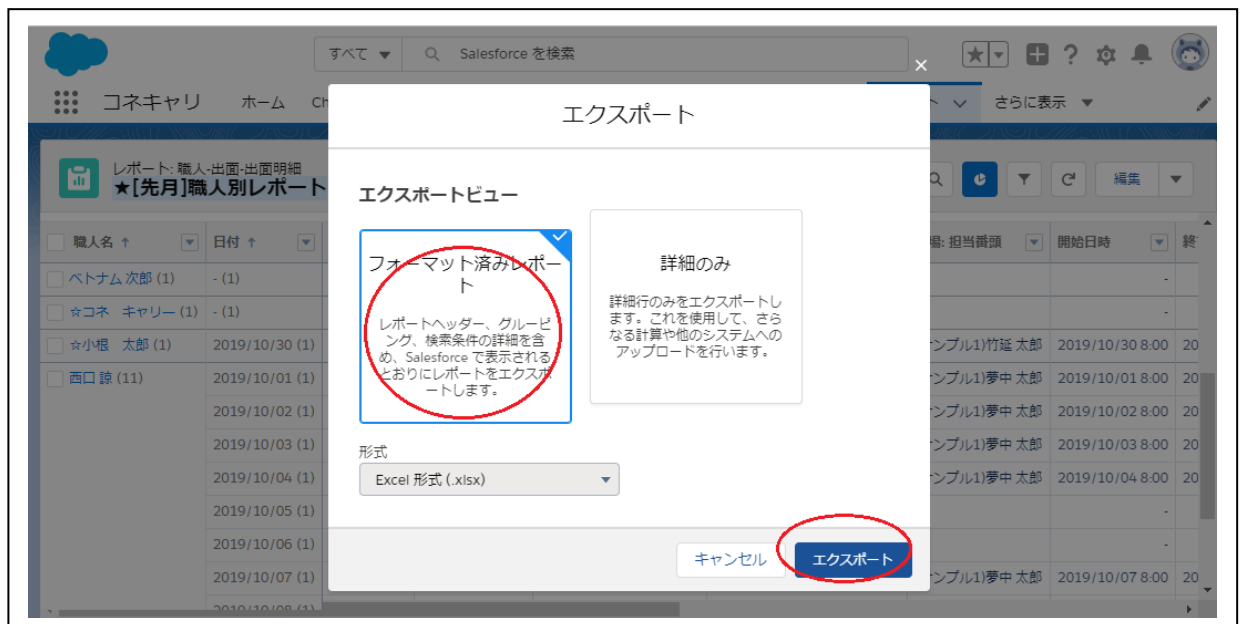 すべて Salesforce を検索
コネキャリ ホーム Ch さらに表示
エクスポート
レポート: 職人-出面-出面明細
★[先月]職人別レポート
編集
エクスポートビュー
フォーマット済みレポー
ト
レポートヘッダー、グルーピ
ング、検索条件の詳細を含
め、Salesforce で表示される
とおりにレポートをエクスポ
ートします。
詳細のみ
詳細行のみをエクスポートし
ます。これを使用して、さら
なる計算や他のシステムへの
アップロードを行います。
形式
Excel 形式 (.xlsx)
キャンセル エクスポート
職人名 ↑ 日付 ↑ 担当番頭 開始日時
ベトナム 次郎 (1) - (1) -
☆コネ キャリー (1) - (1) -
☆小根 太郎 (1) 2019/10/30 (1) ンプル1)竹延 太郎 2019/10/30 8:00 20
西口 諒 (11) 2019/10/01 (1) ンプル1)夢中 太郎 2019/10/01 8:00 20
2019/10/02 (1) ンプル1)夢中 太郎 2019/10/02 8:00 20
2019/10/03 (1) ンプル1)夢中 太郎 2019/10/03 8:00 20
2019/10/04 (1) ンプル1)夢中 太郎 2019/10/04 8:00 20
2019/10/05 (1) -
2019/10/06 (1) -
2019/10/07 (1) ンプル1)夢中 太郎 2019/10/07 8:00 20
2019/10/08 (1)